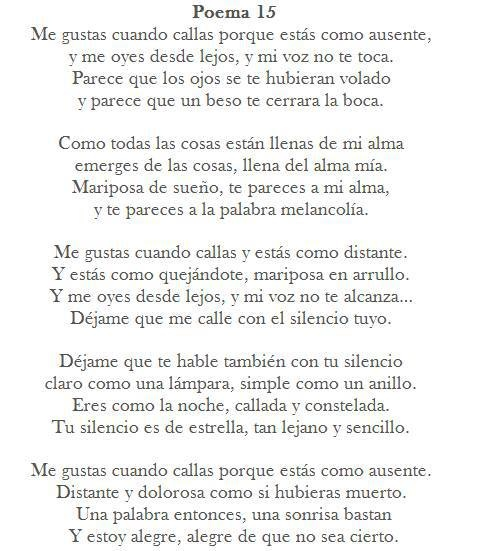 Poema 15
Me gustas cuando callas porque estás como ausente,
y me oyes desde lejos, y mi voz no te toca.
Parece que los ojos se te hubieran volado
y parece que un beso te cerrara la boca.
Como todas las cosas están llenas de mi alma
emerges de las cosas, llena del alma mía.
Mariposa de sueño, te pareces a mi alma,
y te pareces a la palabra melancolía.
Me gustas cuando callas y estás como distante.
Y estás como quejándote, mariposa en arrullo.
Y me oyes desde lejos, y mi voz no te alcanza...
Déjame que me calle con el silencio tuyo.
Déjame que te hable también con tu silencio
claro como una lámpara, simple como un anillo.
Eres como la noche, callada y constelada.
Tu silencio es de estrella, tan lejano y sencillo.
Me gustas cuando callas porque estás como ausente.
Distante y dolorosa como si hubieras muerto.
Una palabra entonces, una sonrisa bastan
Y estoy alegre, alegre de que no sea cierto.